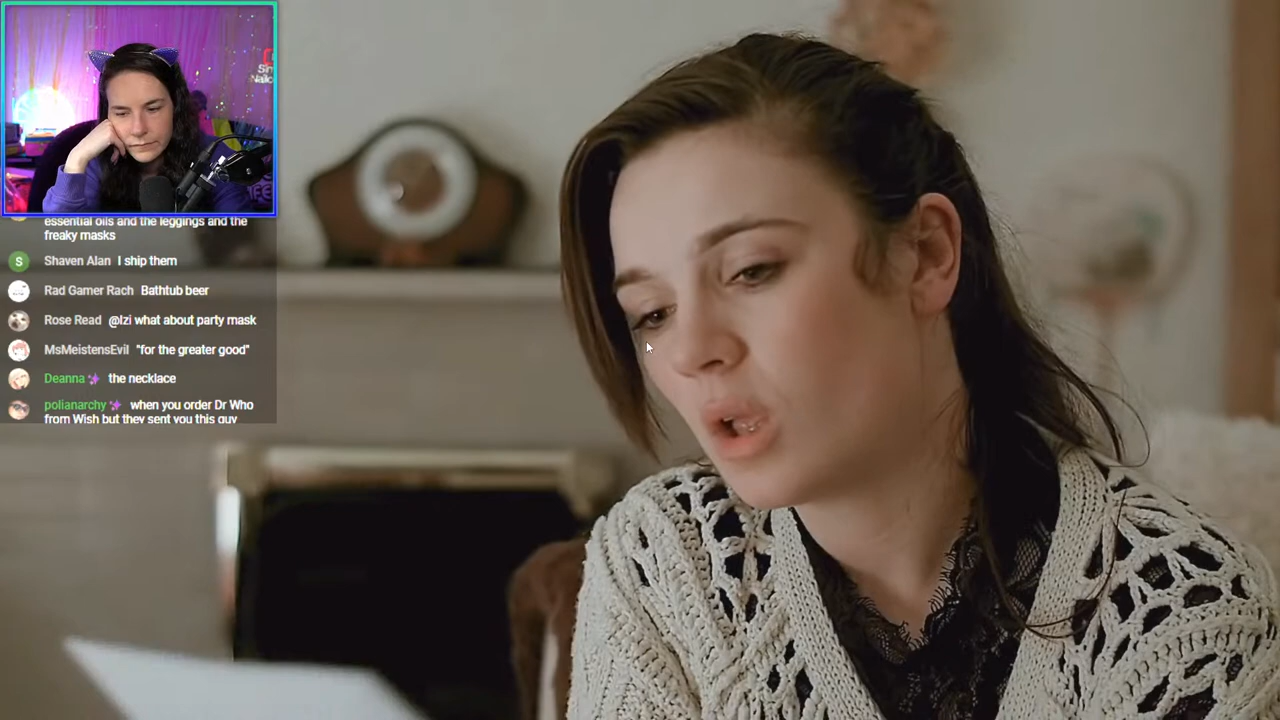 essential oils and the leggings and the
freaky masks
S Shaven Alan I ship them
Rad Gamer Rach Bathtub beer
Rose Read @Izi what about party mask
MsMeistensEvil "for the greater good"
Deanna the necklace
polianarchy when you order Dr Who
from Wish but they sent you this guy